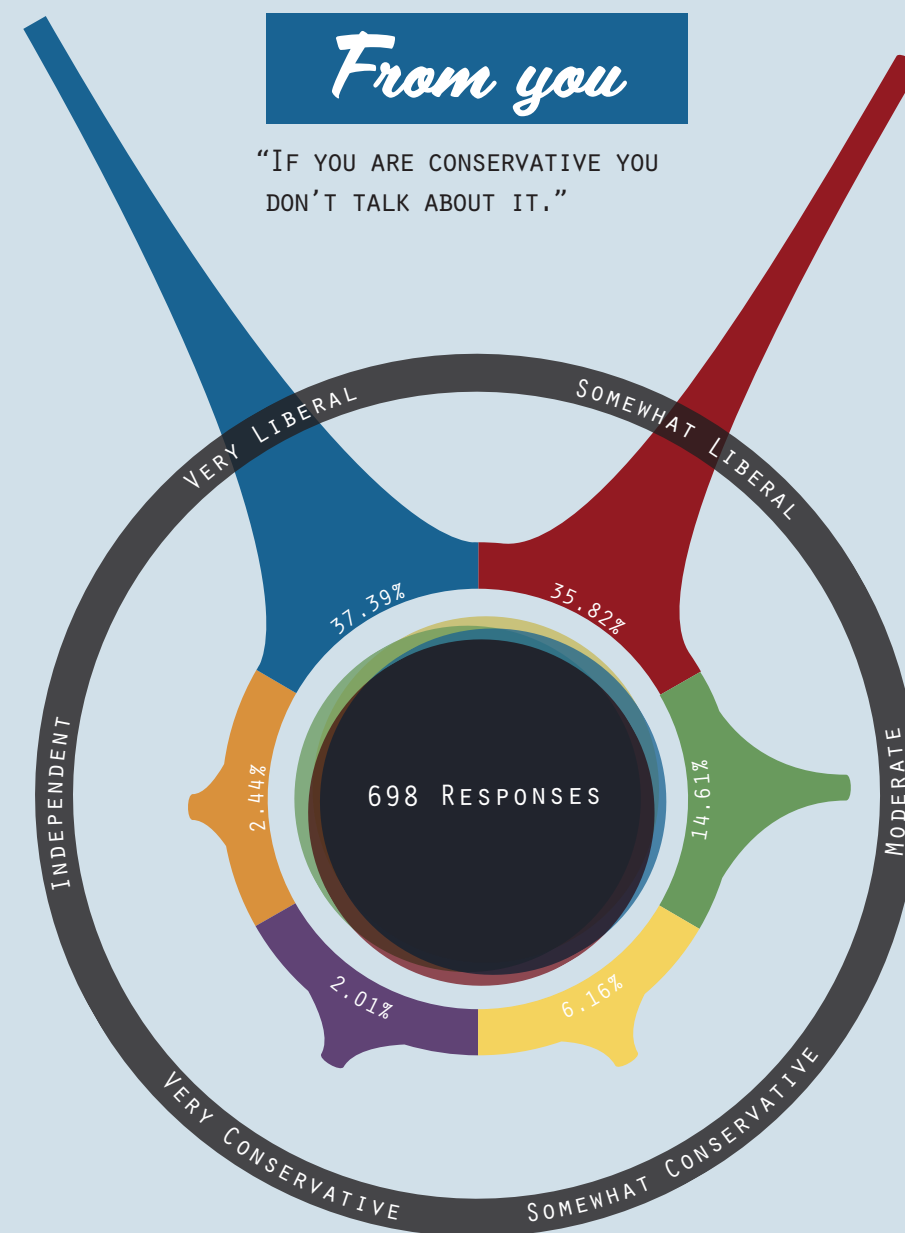 From you
“If you are conservative you
don’t talk about it.”
Very Liberal
Somewhat Liberal
37.39%
35.82%
Independent
2.44%
698 Responses
14.61%
Moderate
2.01%
6.16%
Very Conservative
Somewhat Conservative